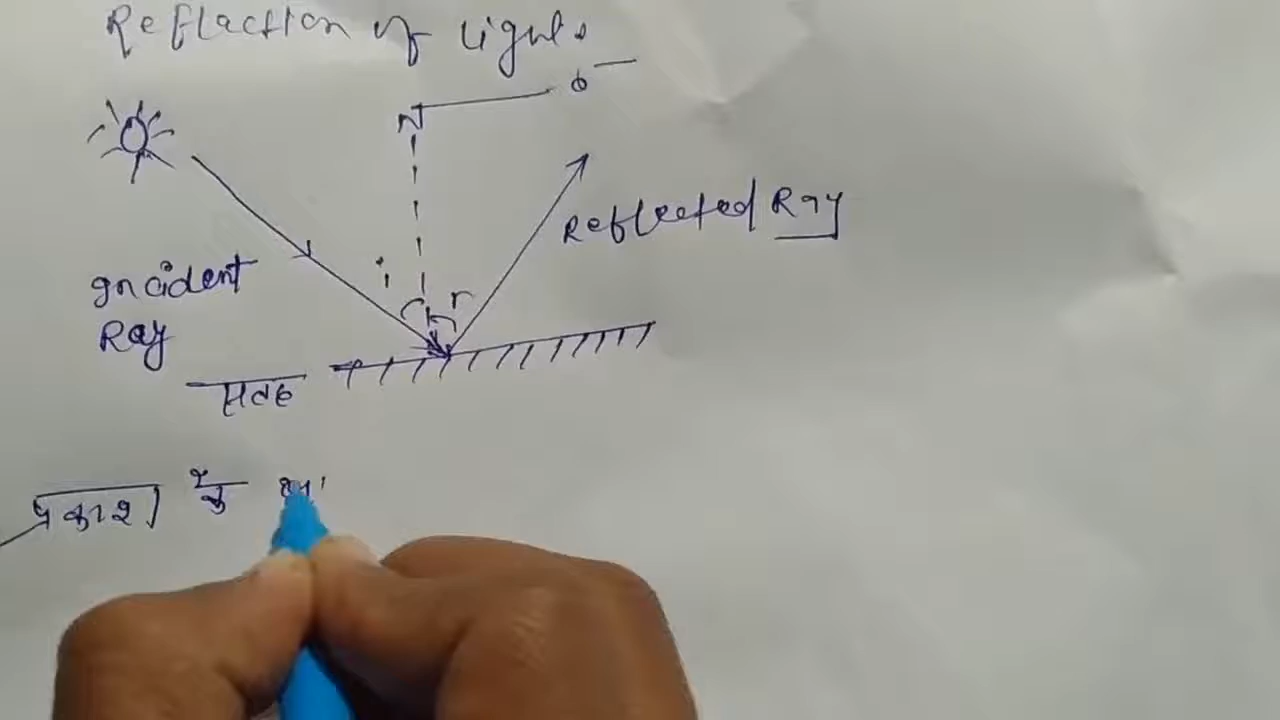 Reflaction of Light
N
Reflected Ray
Incident
Ray
i
r
सतह
प्रकाश के